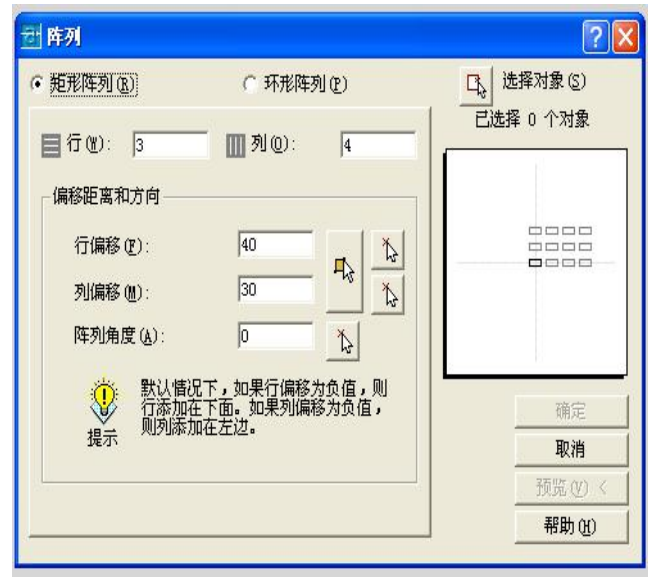 阵列
矩形阵列(R)
环形阵列(P)
选择对象(S)
已选择 0 个对象
行(W):
3
列(O):
4
偏移距离和方向
行偏移(F):
40
列偏移(M):
30
阵列角度(A):
0
提示
默认情况下，如果行偏移为负值，则
行添加在下面。如果列偏移为负值，
则列添加在左边。
确定
取消
预览(V) <
帮助(H)